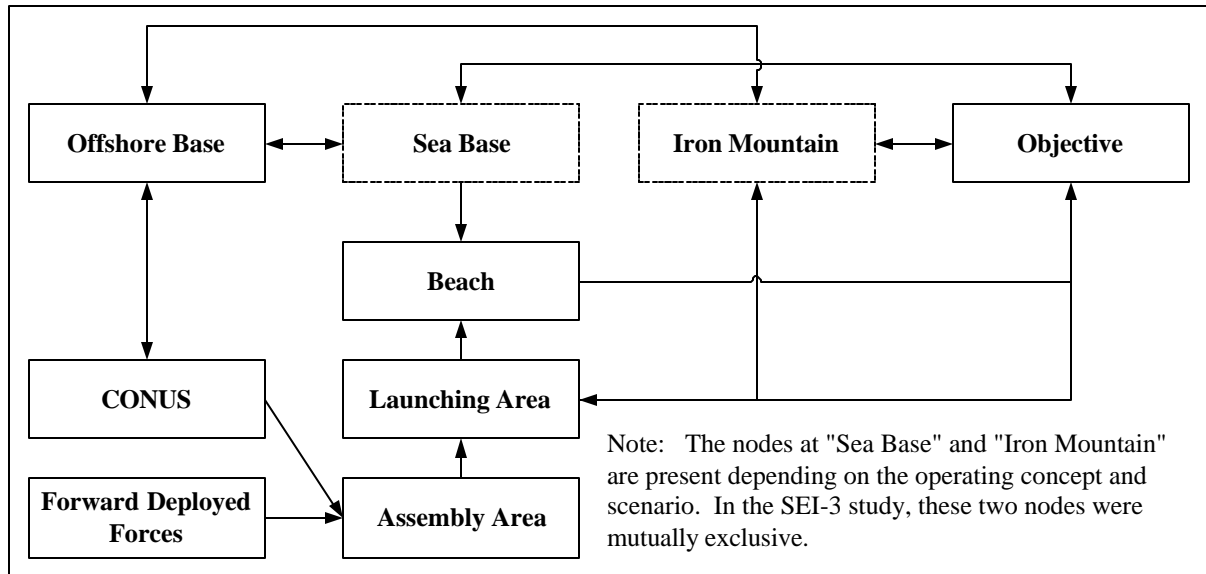 Offshore Base
Sea Base
Iron Mountain
Objective
Beach
CONUS
Launching Area
Forward Deployed
Forces
Assembly Area
Note: The nodes at "Sea Base" and "Iron Mountain"
are present depending on the operating concept and
scenario. In the SEI-3 study, these two nodes were
mutually exclusive.